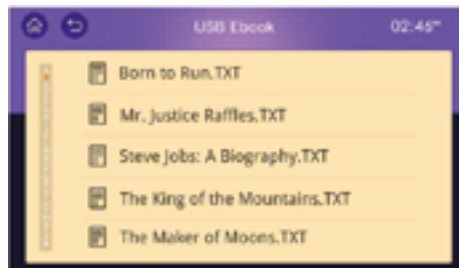 USB Ebook
02:45
Born to Run.TXT
Mr. Justice Raffles.TXT
Steve Jobs: A Biography.TXT
The King of the Mountains.TXT
The Maker of Moons.TXT